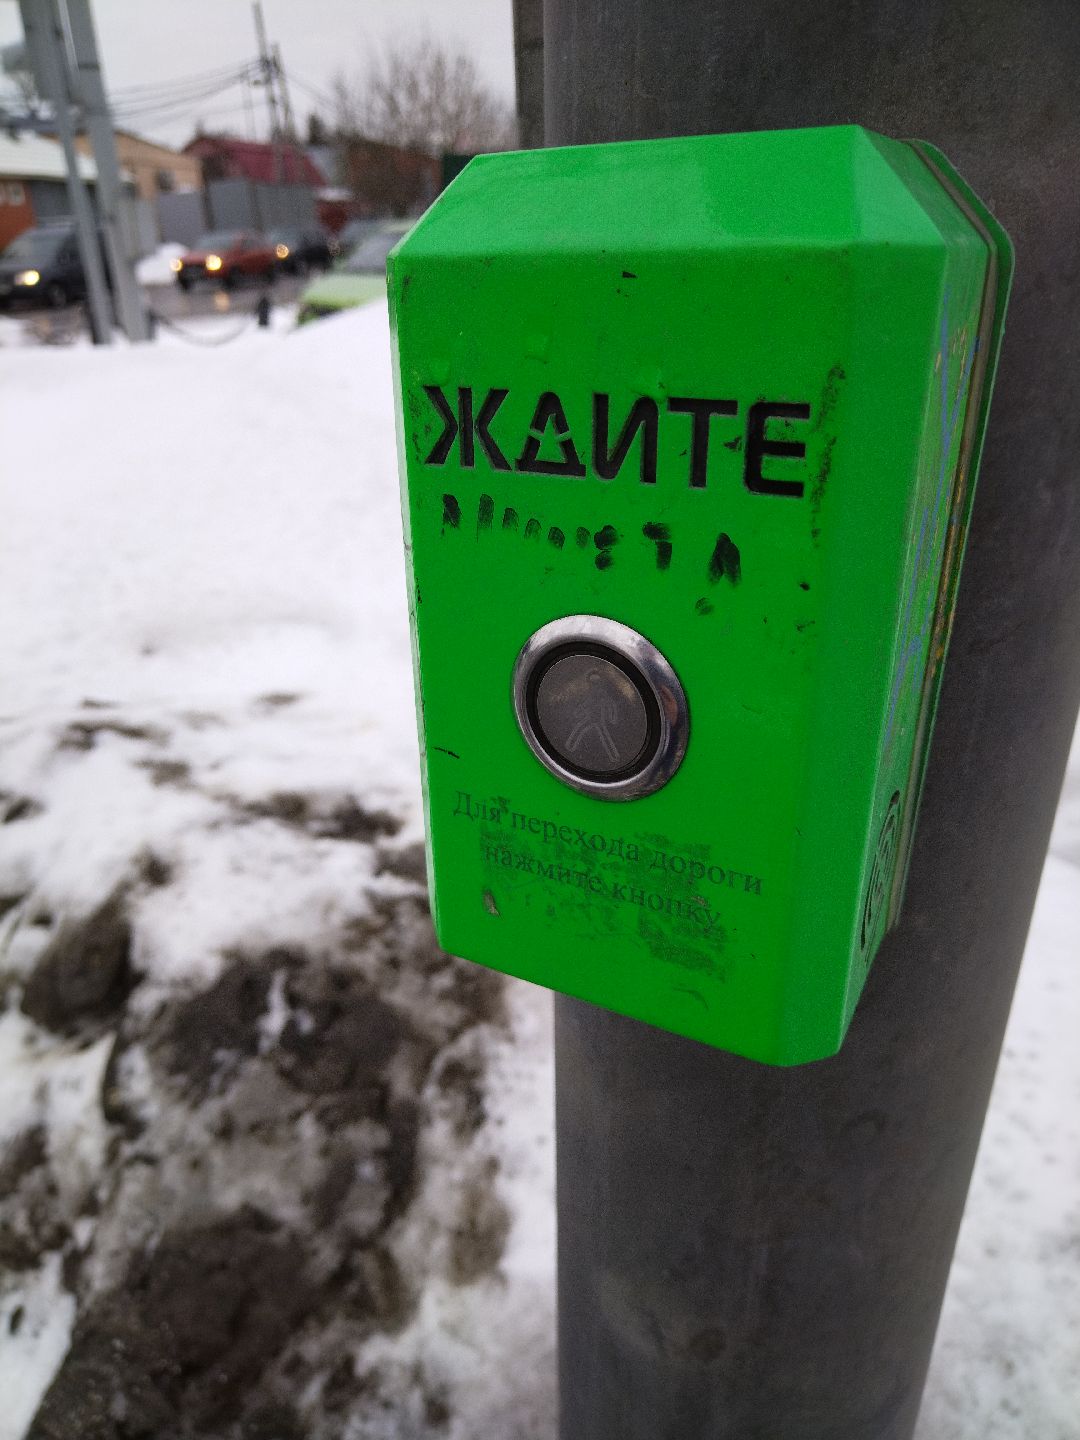 ЖДИТЕ
Для перехода дороги
нажмите кнопку